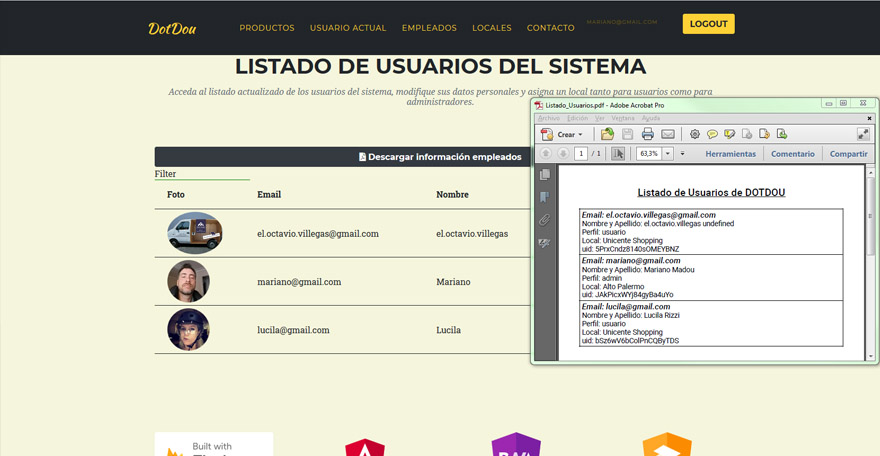 DotDou
PRODUCTOS
USUARIO ACTUAL
EMPLEADOS
LOCALES
CONTACTO
MARIANO@GMAIL.COM
LOGOUT
LISTADO DE USUARIOS DEL SISTEMA
Acceda al listado actualizado de los usuarios del sistema, modifique sus datos personales y asigna un local tanto para usuarios como para
administradores.
Descargar información empleados
Filter
Foto
Email
Nombre
el.octavio.villegas@gmail.com
el.octavio.villegas
mariano@gmail.com
Mariano
lucila@gmail.com
Lucila
Listado_Usuarios.pdf - Adobe Acrobat Pro
Archivo Edición Ver Ventana Ayuda
Crear
1 / 1
63,3%
Herramientas
Comentario
Compartir
Listado de Usuarios de DOTDOU
Email: el.octavio.villegas@gmail.com
Nombre y Apellido: el.octavio.villegas undefined
Perfil: usuario
Local: Unicente Shopping
uid: 5PrxCndz8140sOMEYBNZ
Email: mariano@gmail.com
Nombre y Apellido: Mariano Madou
Perfil: admin
Local: Alto Palermo
uid: JAkPicxWYj84gyBa4uYo
Email: lucila@gmail.com
Nombre y Apellido: Lucila Rizzi
Perfil: usuario
Local: Unicente Shopping
uid: bSz6wV6bColPnCQByTDS
Built with